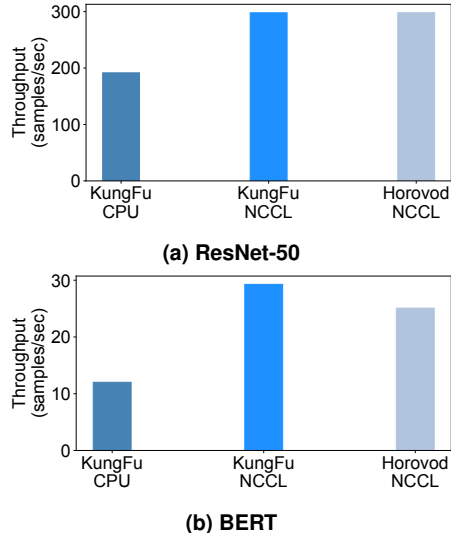 Throughput
(samples/sec)
300
200
100
0
KungFu
CPU
KungFu
NCCL
Horovod
NCCL
(a) ResNet-50
Throughput
(samples/sec)
30
20
10
0
KungFu
CPU
KungFu
NCCL
Horovod
NCCL
(b) BERT